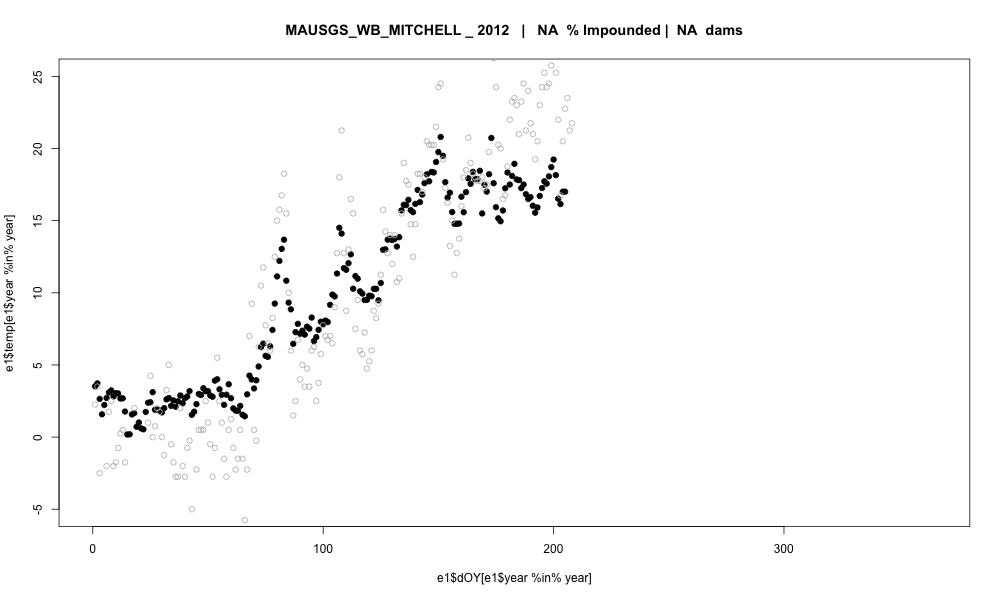 MAUSGS_WB_MITCHELL _ 2012 | NA % Impounded | NA dams
e1$temp[e1$year %in% year]
25
20
15
10
5
0
-5
0 100 200 300
e1$dOY[e1$year %in% year]